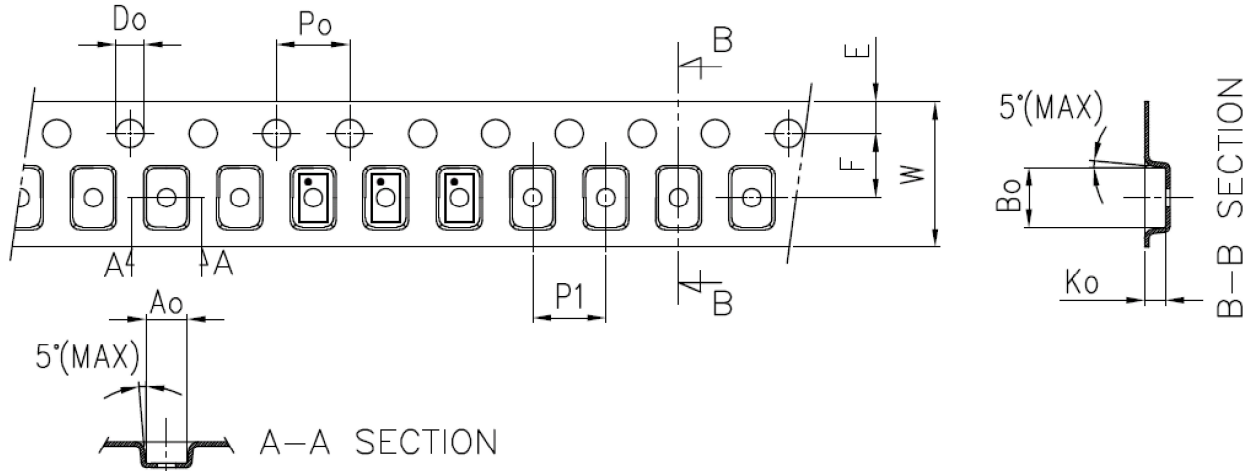 Do
Po
B
E
5°(MAX)
F
W
Bo
B-B SECTION
A
A
P1
B
Ko
Ao
5°(MAX)
A-A SECTION